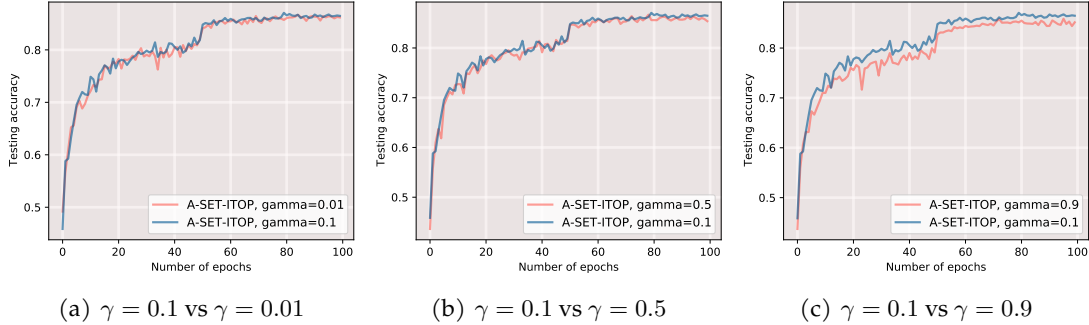 Testing accuracy
0.8
0.7
0.6
0.5
A-SET-ITOP, gamma=0.01
A-SET-ITOP, gamma=0.1
0 20 40 60 80 100
Number of epochs
(a) γ = 0.1 vs γ = 0.01
Testing accuracy
0.8
0.7
0.6
0.5
A-SET-ITOP, gamma=0.5
A-SET-ITOP, gamma=0.1
0 20 40 60 80 100
Number of epochs
(b) γ = 0.1 vs γ = 0.5
Testing accuracy
0.8
0.7
0.6
0.5
A-SET-ITOP, gamma=0.9
A-SET-ITOP, gamma=0.1
0 20 40 60 80 100
Number of epochs
(c) γ = 0.1 vs γ = 0.9